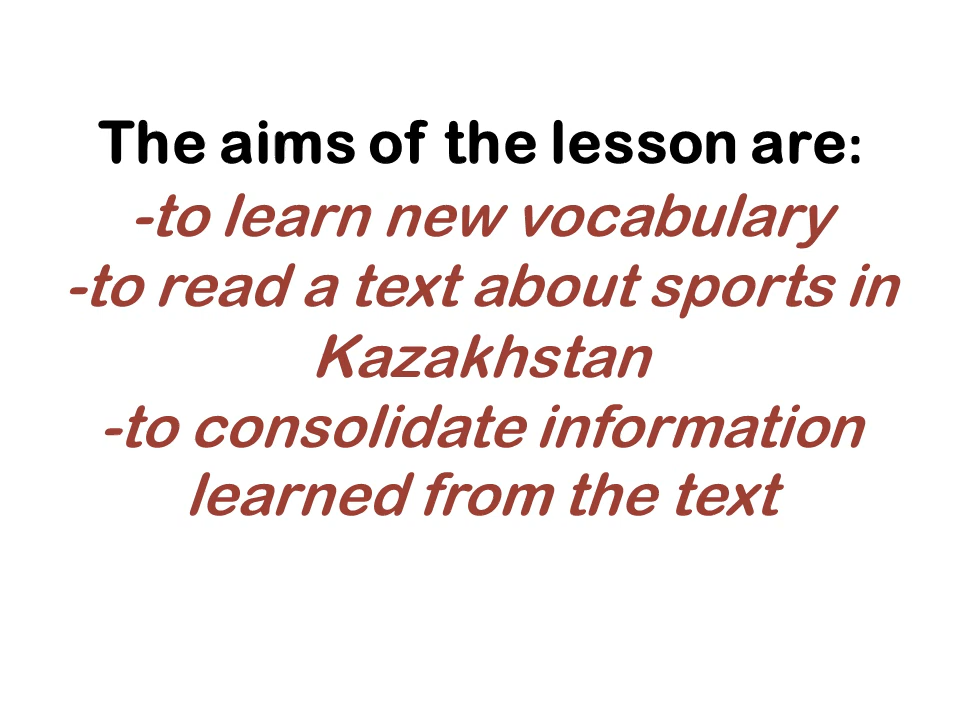 The aims of the lesson are:
-to learn new vocabulary
-to read a text about sports in
Kazakhstan
-to consolidate information
learned from the text